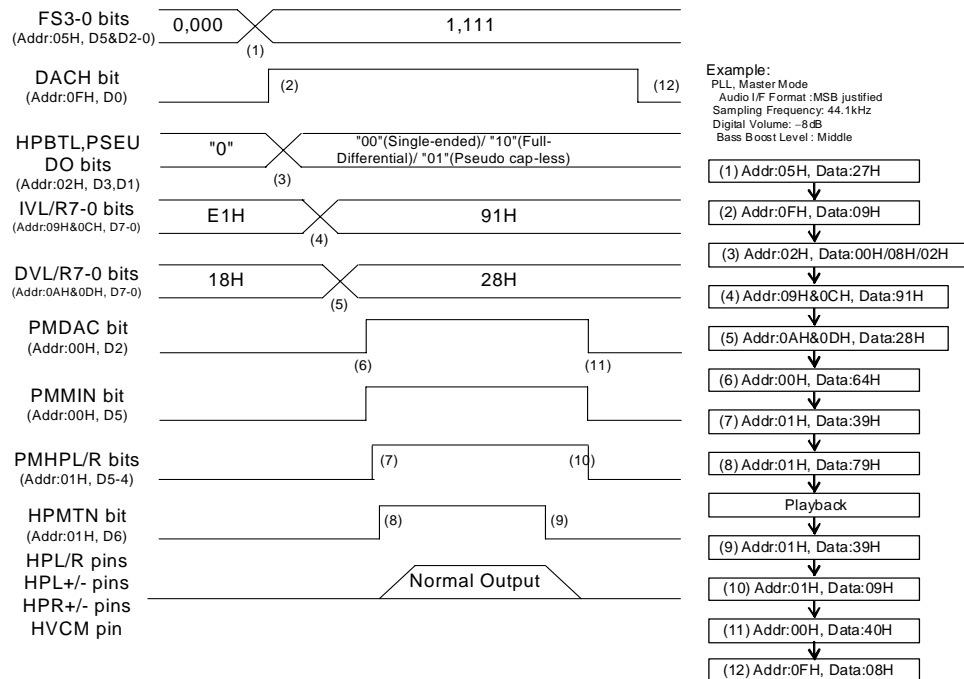 FS3-0 bits
(Addr:05H, D5&D2-0)
0,000
1,111
(1)
DACH bit
(Addr:0FH, D0)
(2)
(12)
HPBTL,PSEU
DO bits
(Addr:02H, D3,D1)
"0"
"00"(Single-ended)/ "10"(Full-
Differential)/ "01"(Pseudo cap-less)
(3)
IVL/R7-0 bits
(Addr:09H&0CH, D7-0)
E1H
91H
(4)
DVL/R7-0 bits
(Addr:0AH&0DH, D7-0)
18H
28H
(5)
PMDAC bit
(Addr:00H, D2)
(6)
(11)
PMMIN bit
(Addr:00H, D5)
PMHPL/R bits
(Addr:01H, D5-4)
(7)
(10)
HPMTN bit
(Addr:01H, D6)
(8)
(9)
HPL/R pins
HPL+/- pins
HPR+/- pins
HVCM pin
Normal Output
Example:
PLL, Master Mode
Audio I/F Format :MSB justified
Sampling Frequency: 44.1kHz
Digital Volume: −8dB
Bass Boost Level : Middle
(1) Addr:05H, Data:27H
(2) Addr:0FH, Data:09H
(3) Addr:02H, Data:00H/08H/02H
(4) Addr:09H&0CH, Data:91H
(5) Addr:0AH&0DH, Data:28H
(6) Addr:00H, Data:64H
(7) Addr:01H, Data:39H
(8) Addr:01H, Data:79H
Playback
(9) Addr:01H, Data:39H
(10) Addr:01H, Data:09H
(11) Addr:00H, Data:40H
(12) Addr:0FH, Data:08H